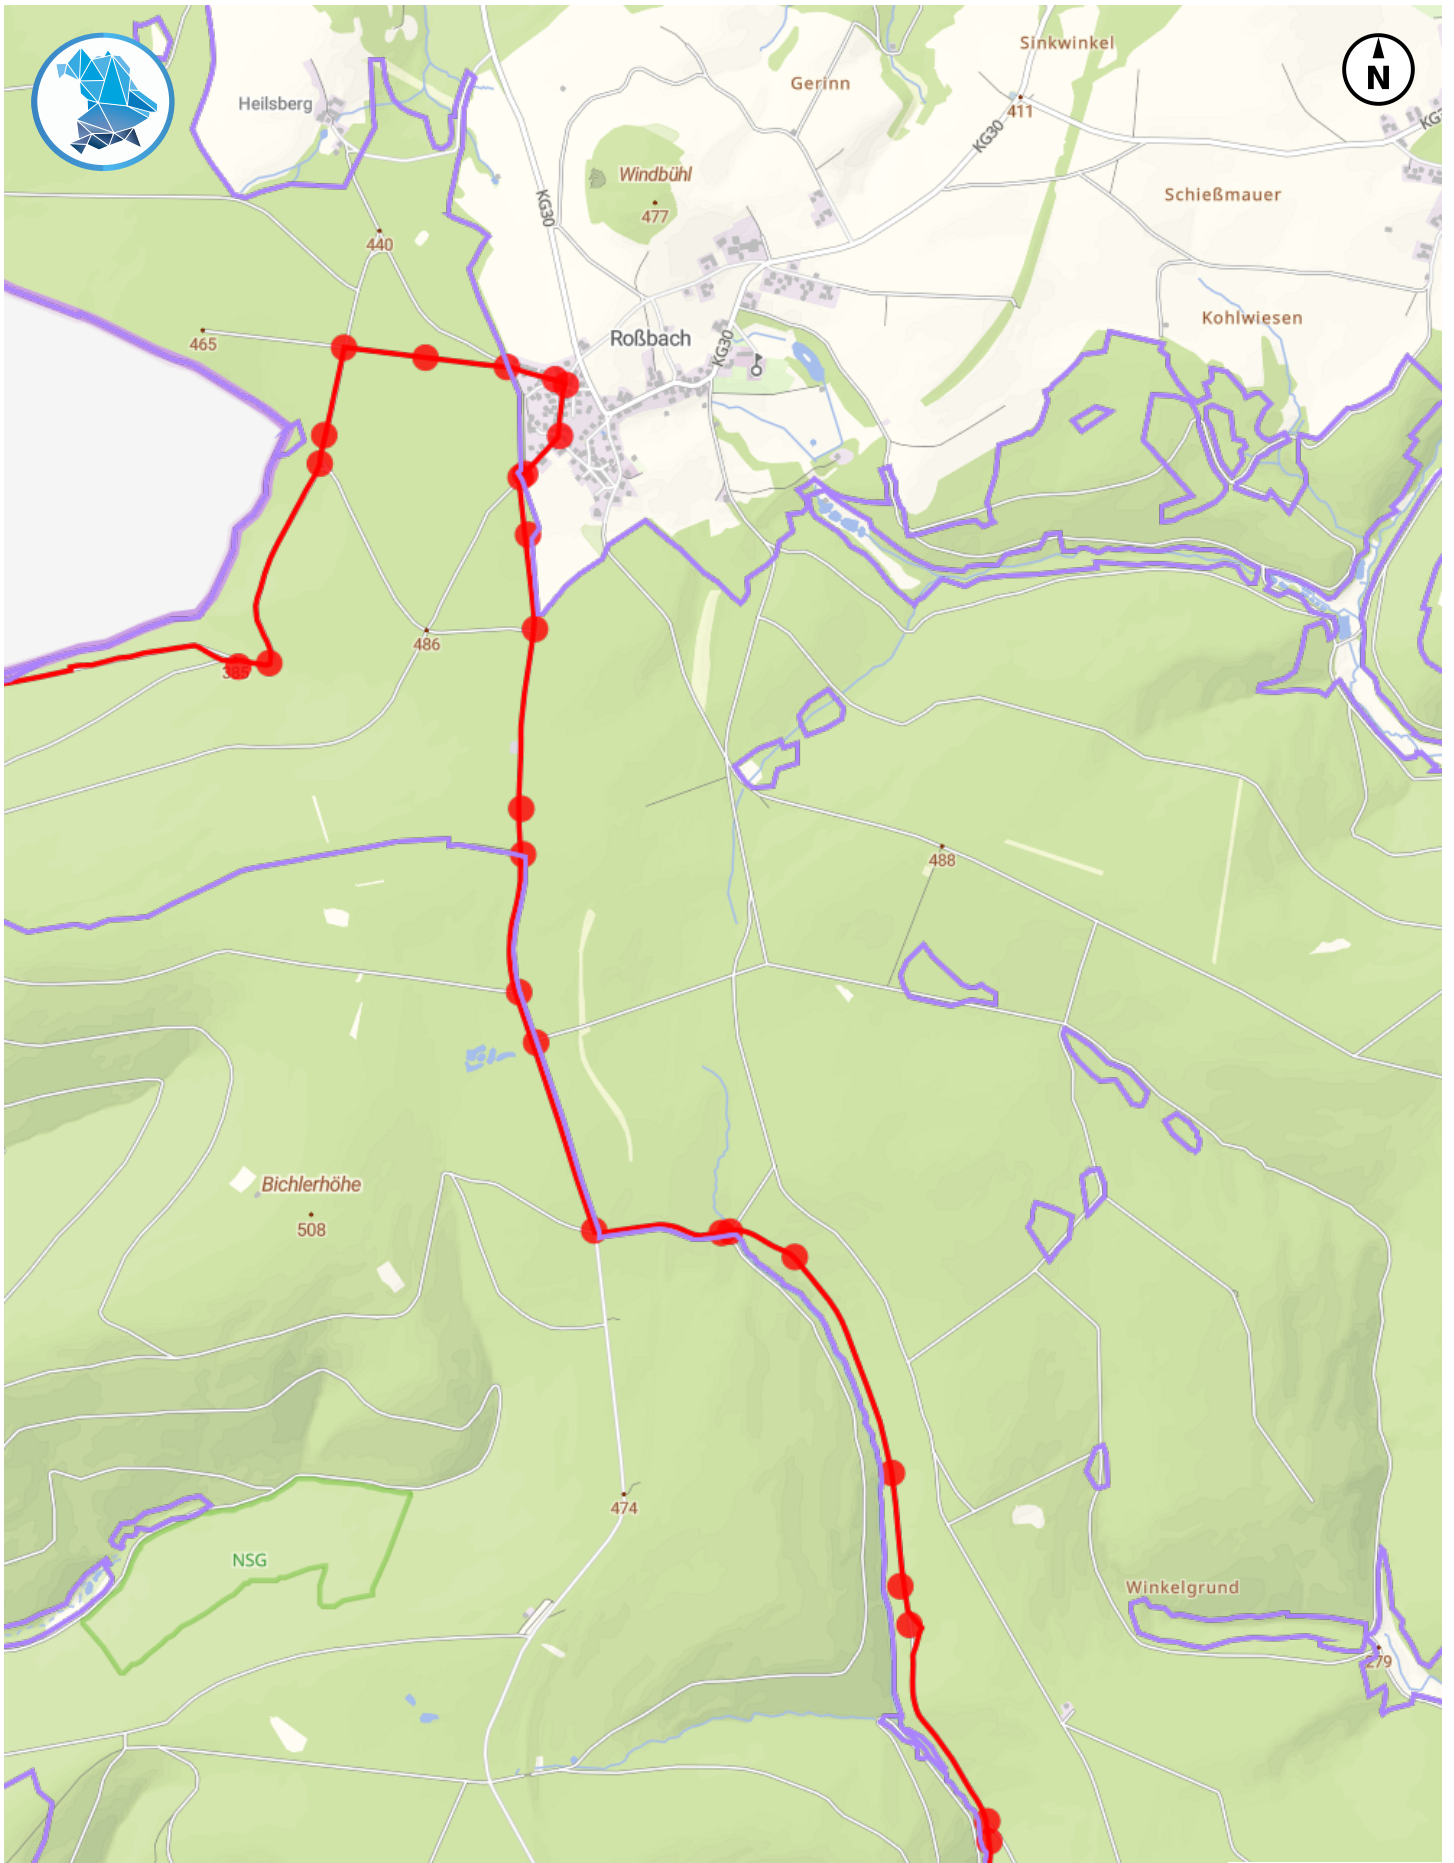 Sinkwinkel
Gerinn
N
Heilsberg
411
KG30
Windbühl
477
KG30
Schießmauer
440
465
Roßbach
KG30
Kohlwiesen
486
385
488
Bichlerhöhe
508
474
NSG
Winkelgrund
279